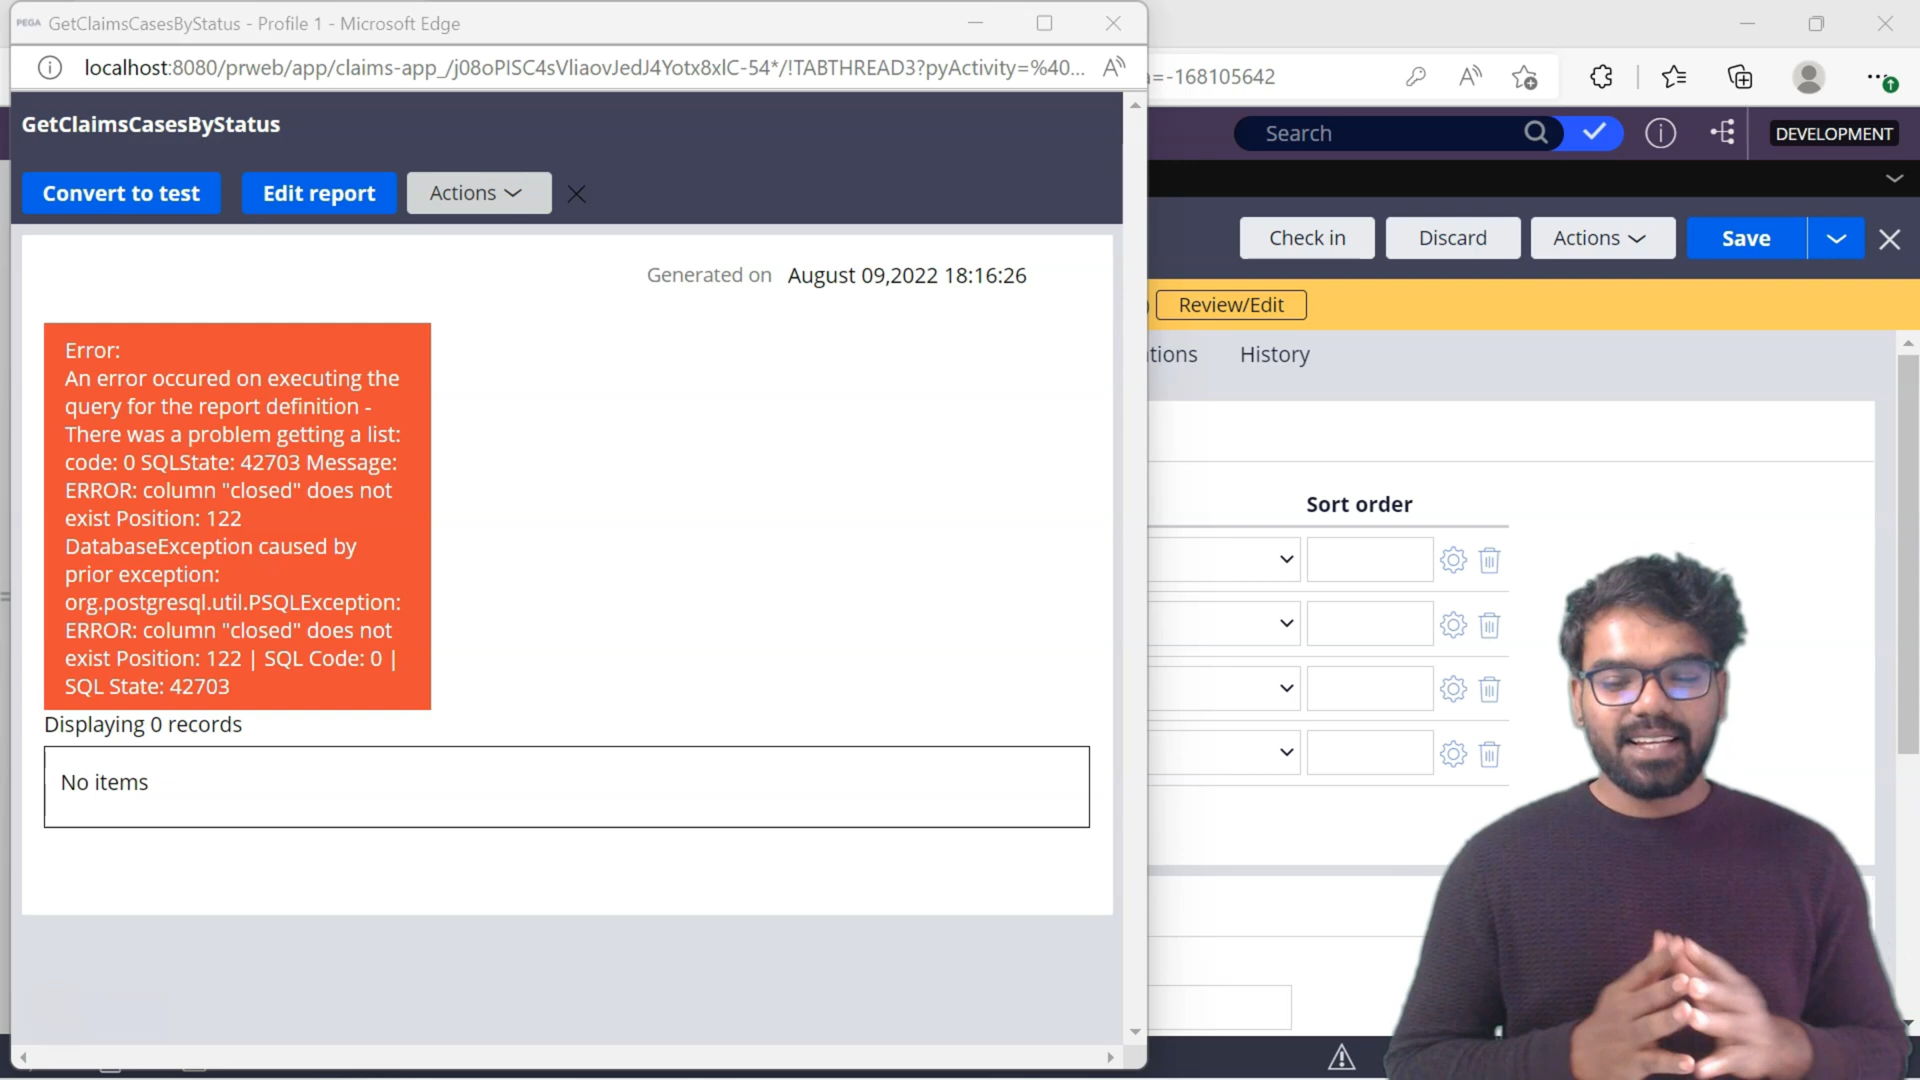 PEGA GetClaimsCasesByStatus - Profile 1 - Microsoft Edge
localhost:8080/prweb/app/claims-app_/j08oPISC4sVliaovJedJ4Yotx8xlC-54*/!TABTHREAD3?pyActivity=%40...
=-168105642
GetClaimsCasesByStatus
Search
DEVELOPMENT
Convert to test
Edit report
Actions
Check in
Discard
Actions
Save
Generated on August 09,2022 18:16:26
Review/Edit
tions
History
Error:
An error occured on executing the
query for the report definition -
There was a problem getting a list:
code: 0 SQLState: 42703 Message:
ERROR: column "closed" does not
exist Position: 122
DatabaseException caused by
prior exception:
org.postgresql.util.PSQLException:
ERROR: column "closed" does not
exist Position: 122 | SQL Code: 0 |
SQL State: 42703
Sort order
Displaying 0 records
No items